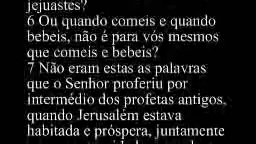 jejuastes?
6 Ou quando comeis e quando
bebeis, não é para vós mesmos
que comeis e bebeis?
7 Não eram estas as palavras
que o Senhor proferiu por
intermédio dos profetas antigos,
quando Jerusalém estava
habitada e próspera, juntamente